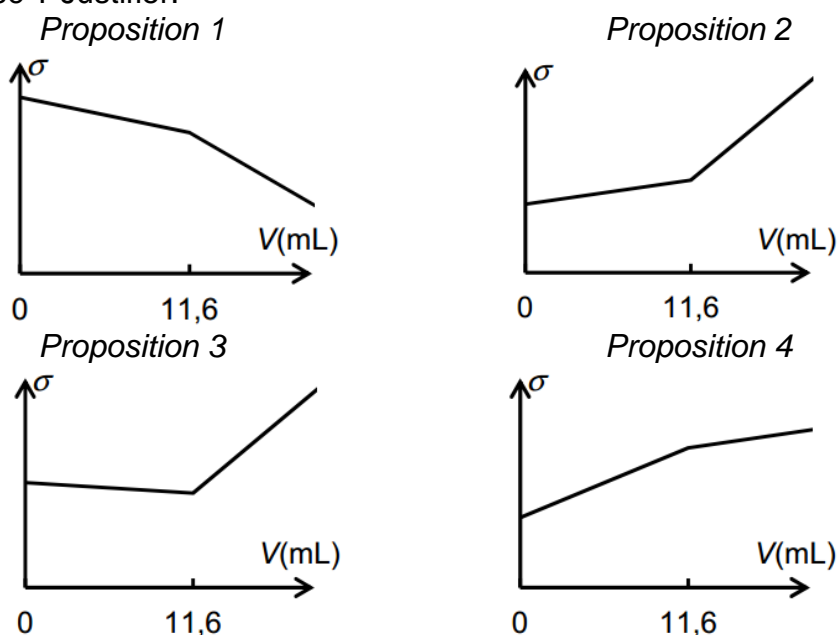 Proposition 1 Proposition 2
σ σ
V(mL) V(mL)
0 11,6 0 11,6
Proposition 3 Proposition 4
σ σ
V(mL) V(mL)
0 11,6 0 11,6